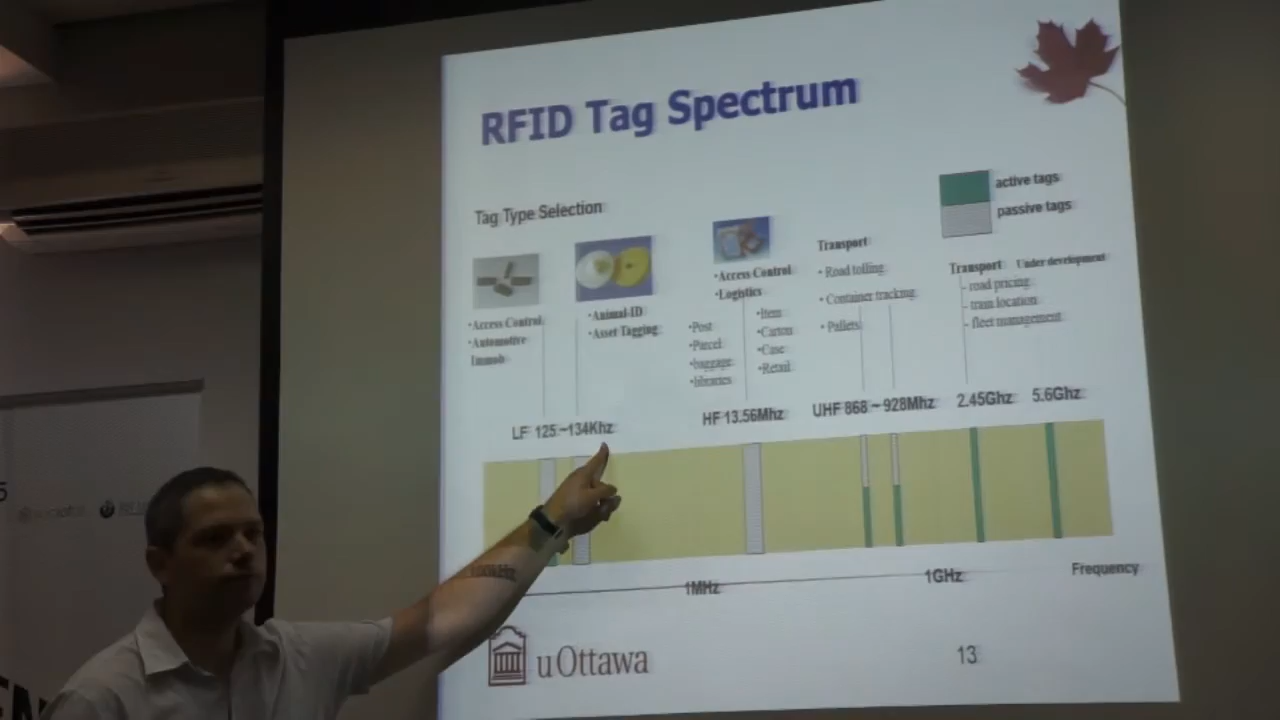 RFID Tag Spectrum
active tags
passive tags
Tag Type Selection
•Access Control
•Automotive
Immob
•Animal-ID
•Asset Tagging
•Access Control
•Logistics
•Post
•Parcel
•baggage
•libraries
•Item
•Carton
•Case
•Retail
Transport
• Road tolling
• Container tracking
• Pallets
Transport Under development
- road pricing
- train location
- fleet management
LF 125 ~134Khz
HF 13.56Mhz
UHF 868 ~ 928Mhz
2.45Ghz
5.6Ghz
100kHz
1MHz
1GHz
Frequency
uOttawa
13
5